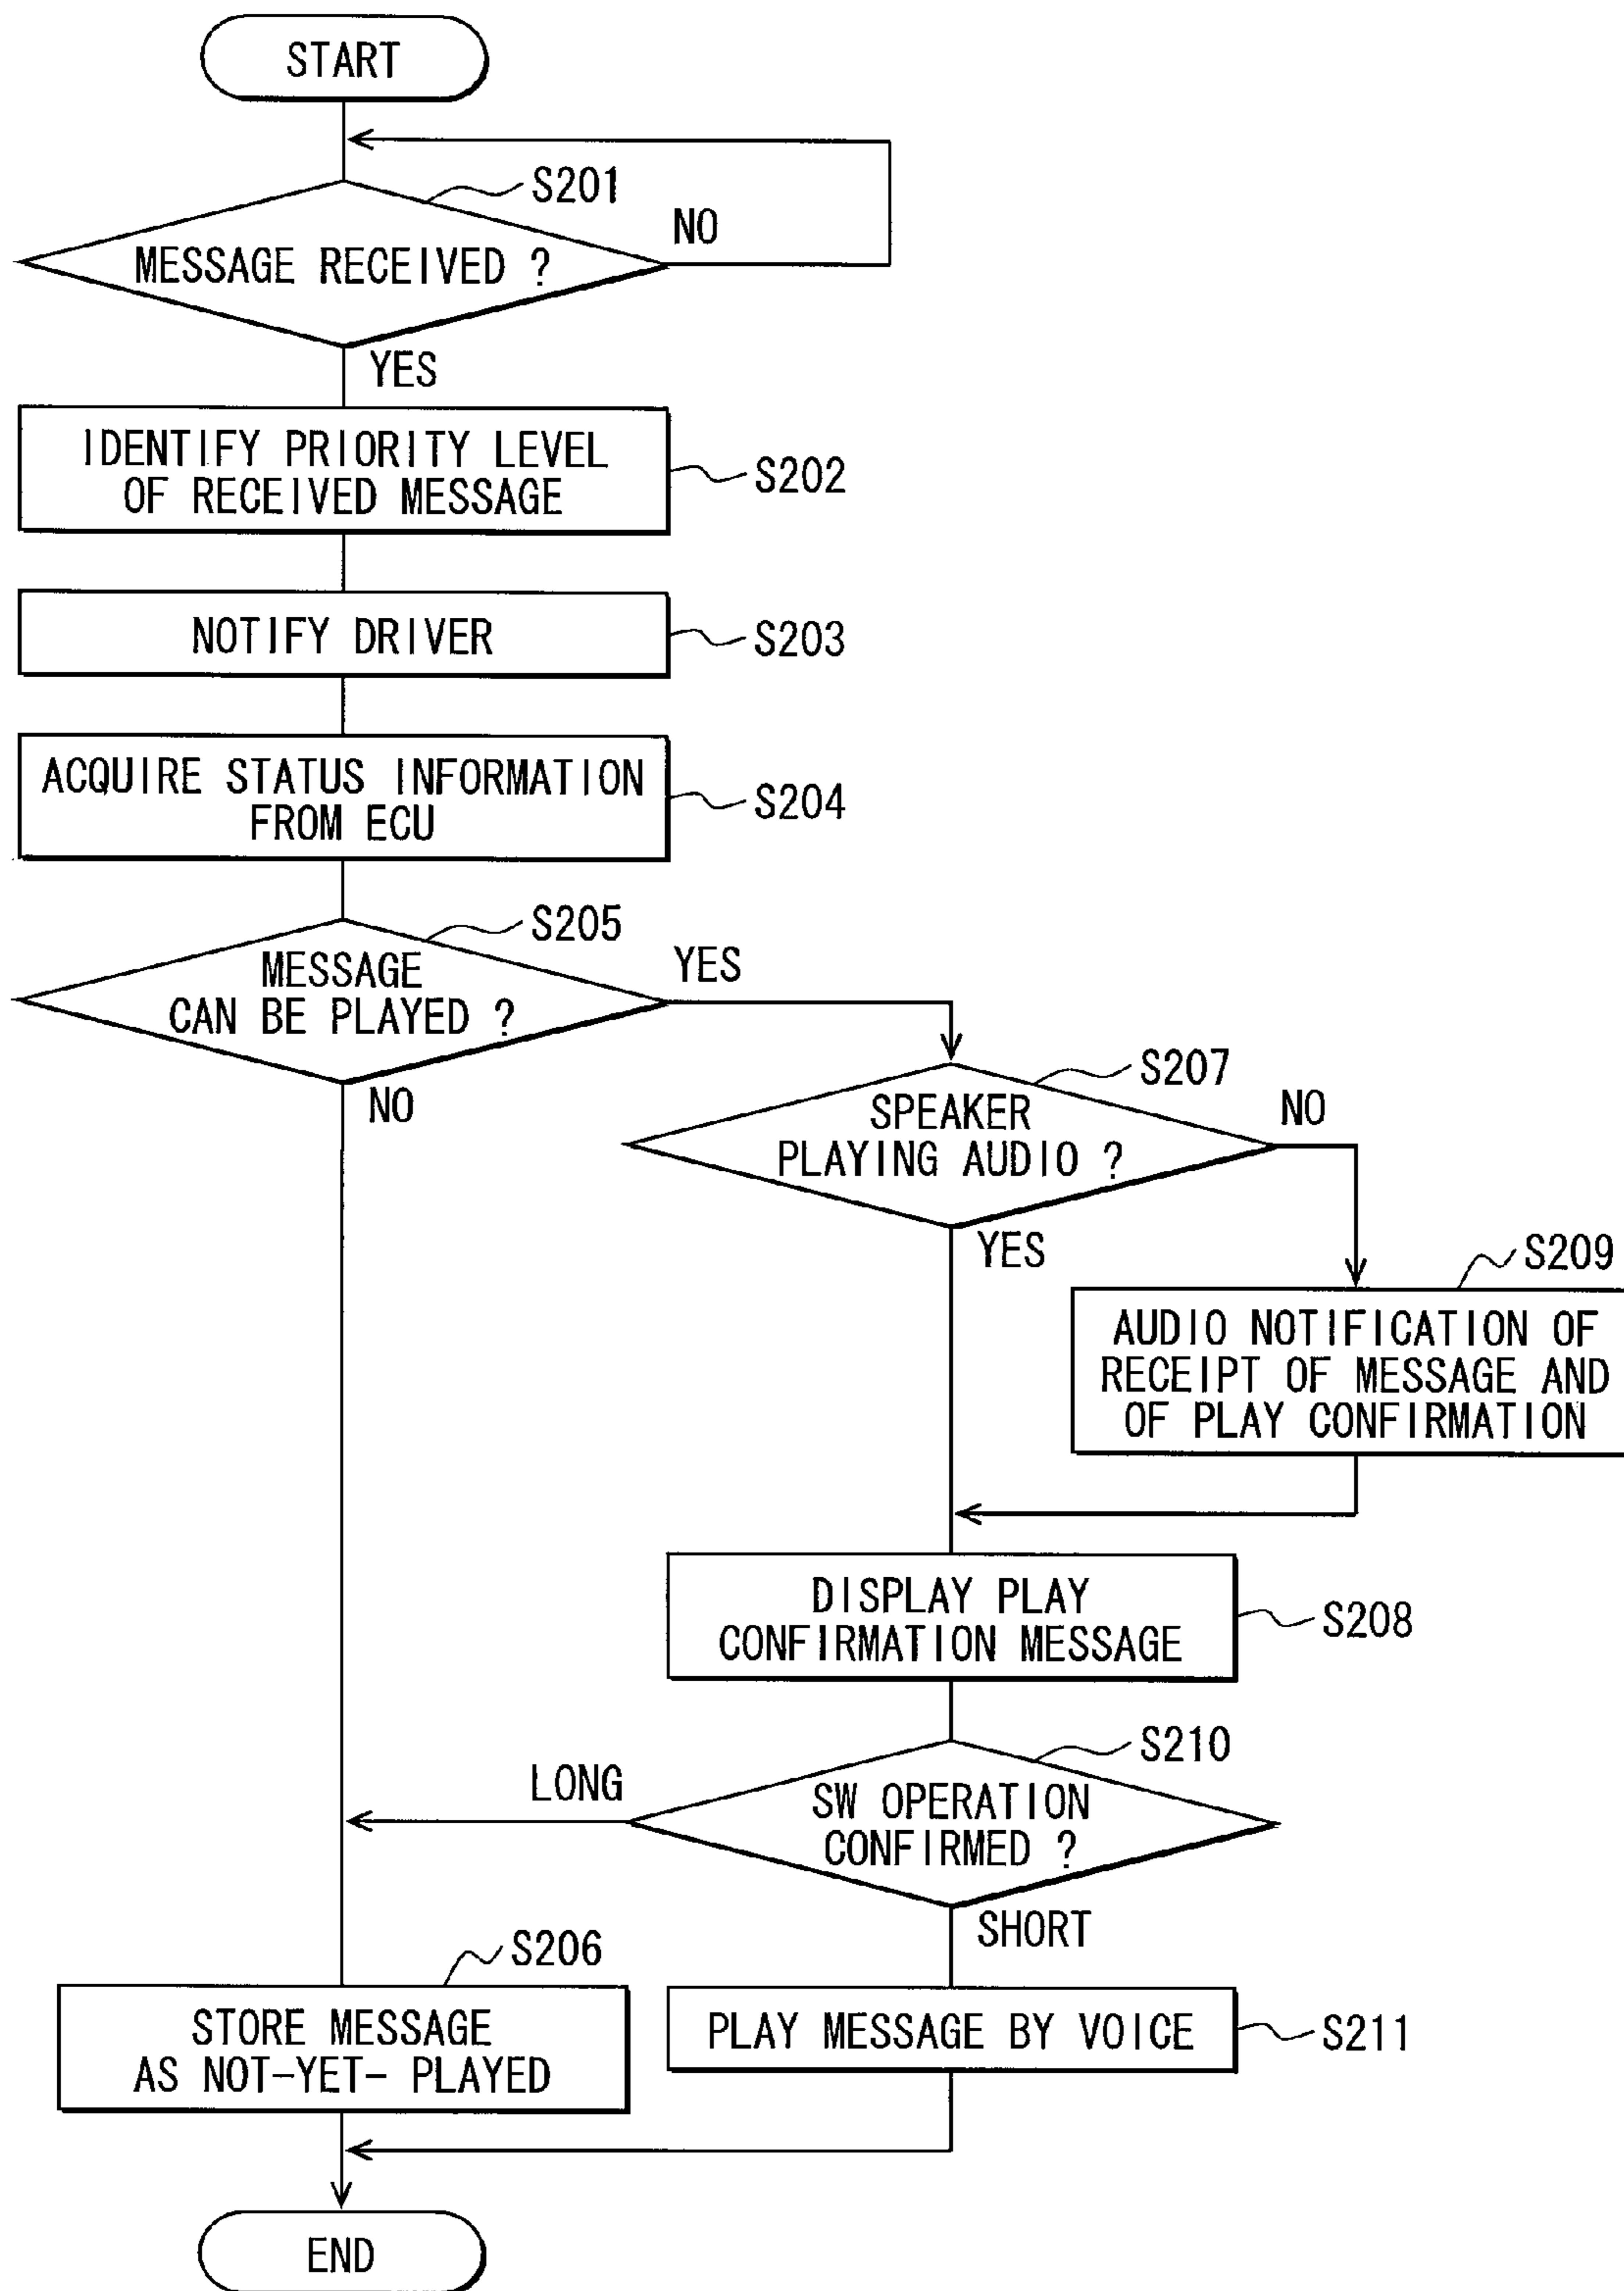 START
S201
NO
MESSAGE RECEIVED ?
YES
IDENTIFY PRIORITY LEVEL
OF RECEIVED MESSAGE
S202
NOTIFY DRIVER
S203
ACQUIRE STATUS INFORMATION
FROM ECU
S204
S205
MESSAGE
CAN BE PLAYED ?
YES
NO
S207
SPEAKER
PLAYING AUDIO ?
NO
YES
S209
AUDIO NOTIFICATION OF
RECEIPT OF MESSAGE AND
OF PLAY CONFIRMATION
DISPLAY PLAY
CONFIRMATION MESSAGE
S208
S210
LONG
SW OPERATION
CONFIRMED ?
SHORT
S206
STORE MESSAGE
AS NOT-YET- PLAYED
PLAY MESSAGE BY VOICE
S211
END